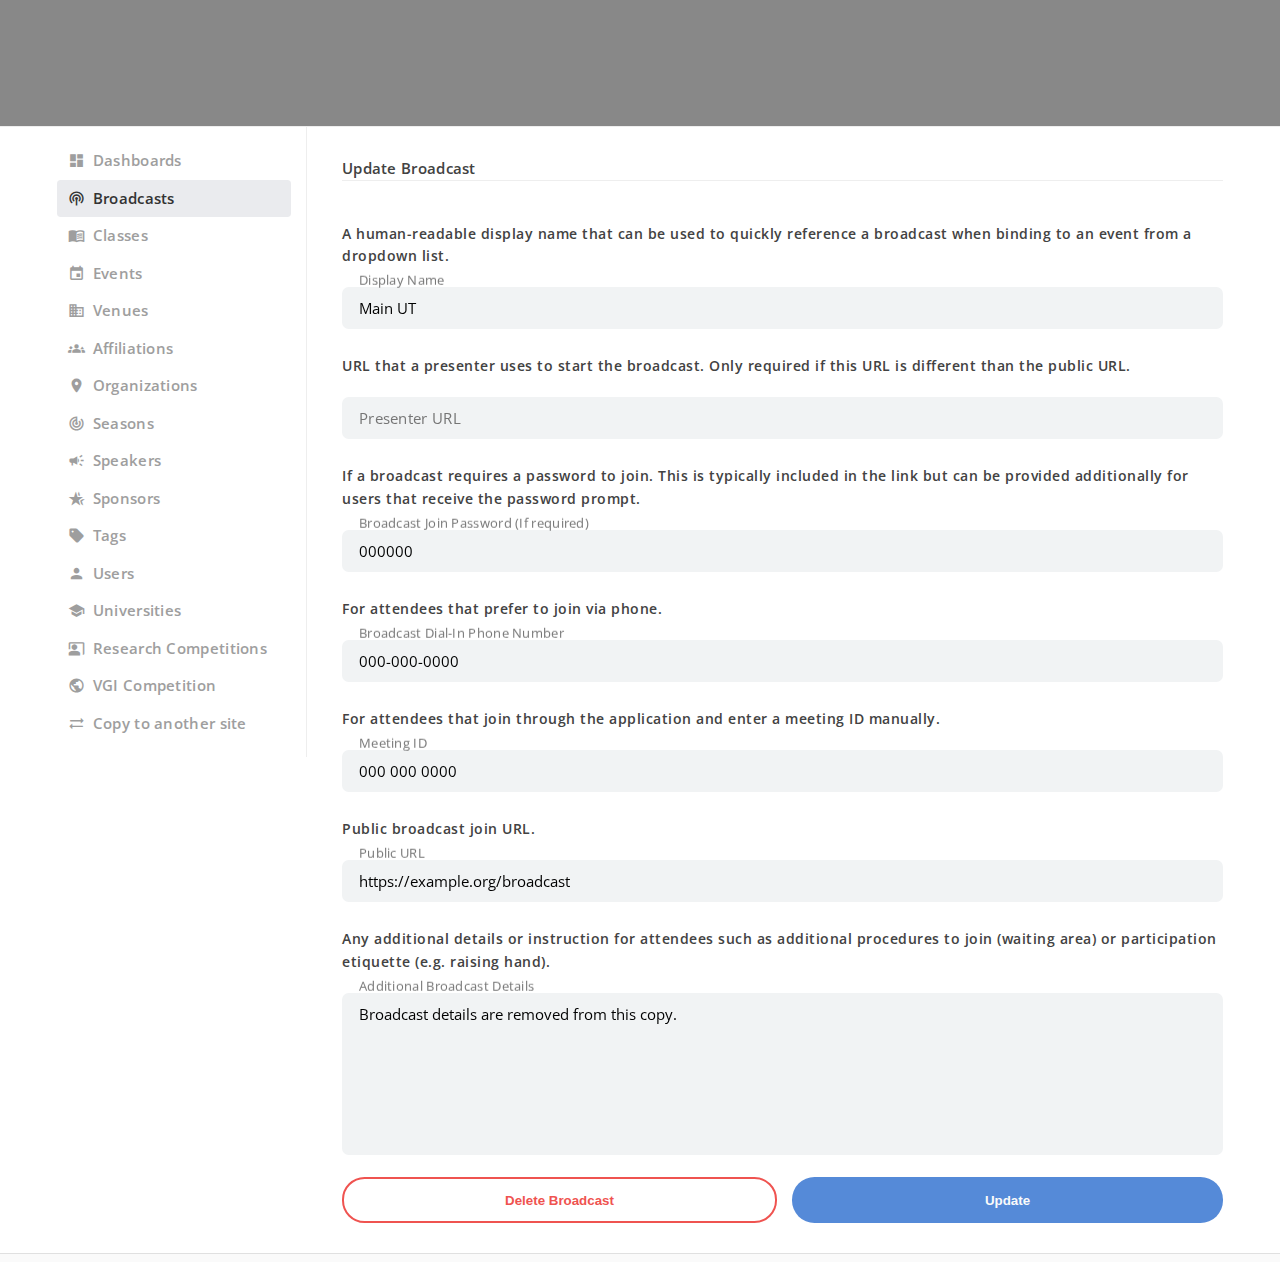 Dashboards
Broadcasts
Classes
Events
Venues
Affiliations
Organizations
Seasons
Speakers
Sponsors
Tags
Users
Universities
Research Competitions
VGI Competition
Copy to another site
Update Broadcast
A human-readable display name that can be used to quickly reference a broadcast when binding to an event from a
dropdown list.
Display Name
Main UT
URL that a presenter uses to start the broadcast. Only required if this URL is different than the public URL.
Presenter URL
If a broadcast requires a password to join. This is typically included in the link but can be provided additionally for
users that receive the password prompt.
Broadcast Join Password (If required)
000000
For attendees that prefer to join via phone.
Broadcast Dial-In Phone Number
000-000-0000
For attendees that join through the application and enter a meeting ID manually.
Meeting ID
000 000 0000
Public broadcast join URL.
Public URL
https://example.org/broadcast
Any additional details or instruction for attendees such as additional procedures to join (waiting area) or participation
etiquette (e.g. raising hand).
Additional Broadcast Details
Broadcast details are removed from this copy.
Delete Broadcast
Update